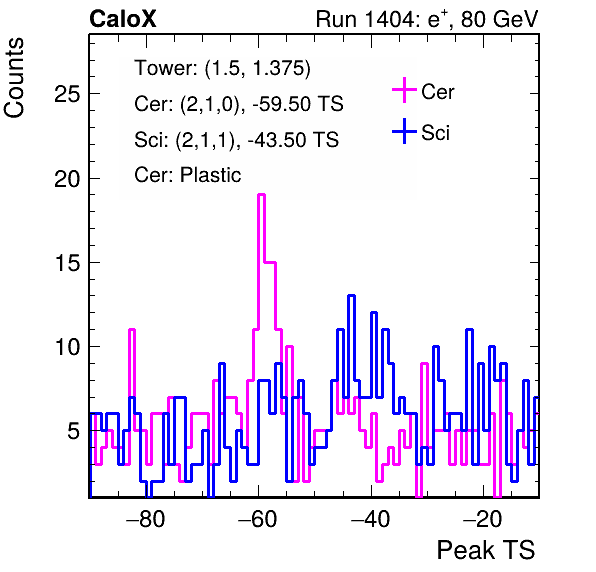 CaloX Run 1404: e⁺, 80 GeV
Counts
Tower: (1.5, 1.375)
Cer: (2,1,0), -59.50 TS
Sci: (2,1,1), -43.50 TS
Cer: Plastic
Cer
Sci
25
20
15
10
5
−80 −60 −40 −20
Peak TS